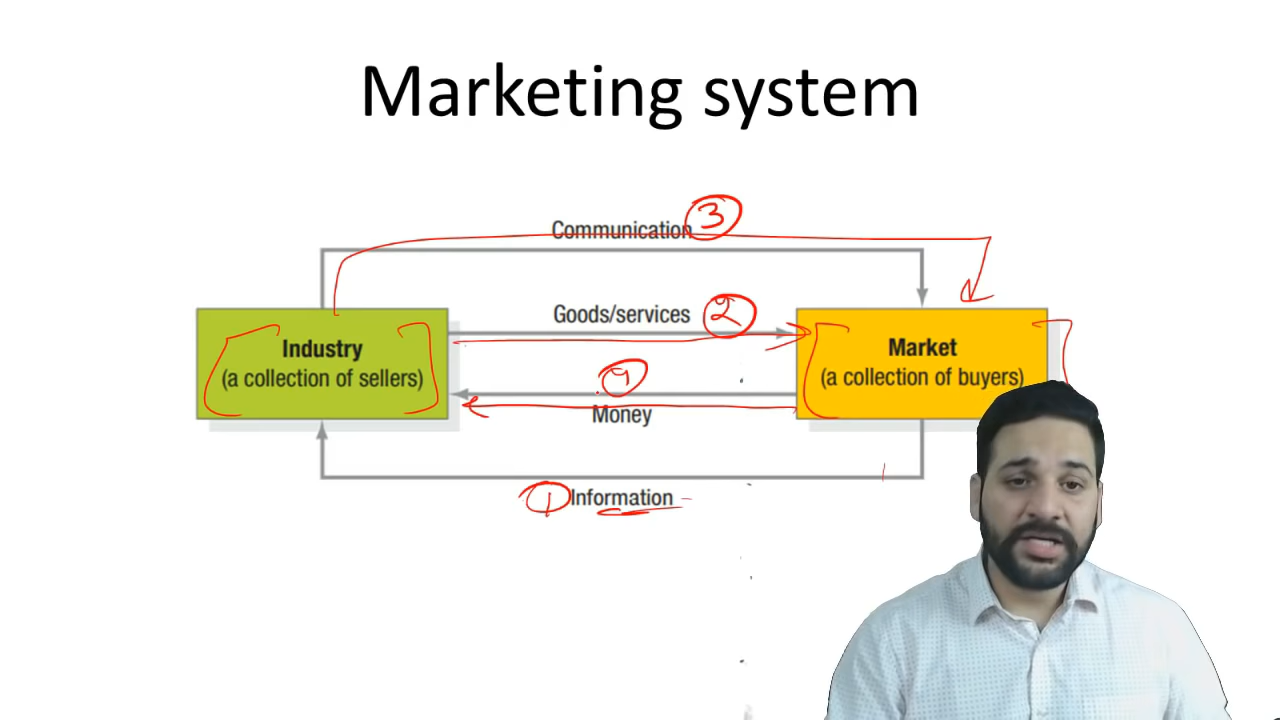 Marketing system
Communication 3
Goods/services 2
Industry
(a collection of sellers)
Market
(a collection of buyers)
Money
1 Information